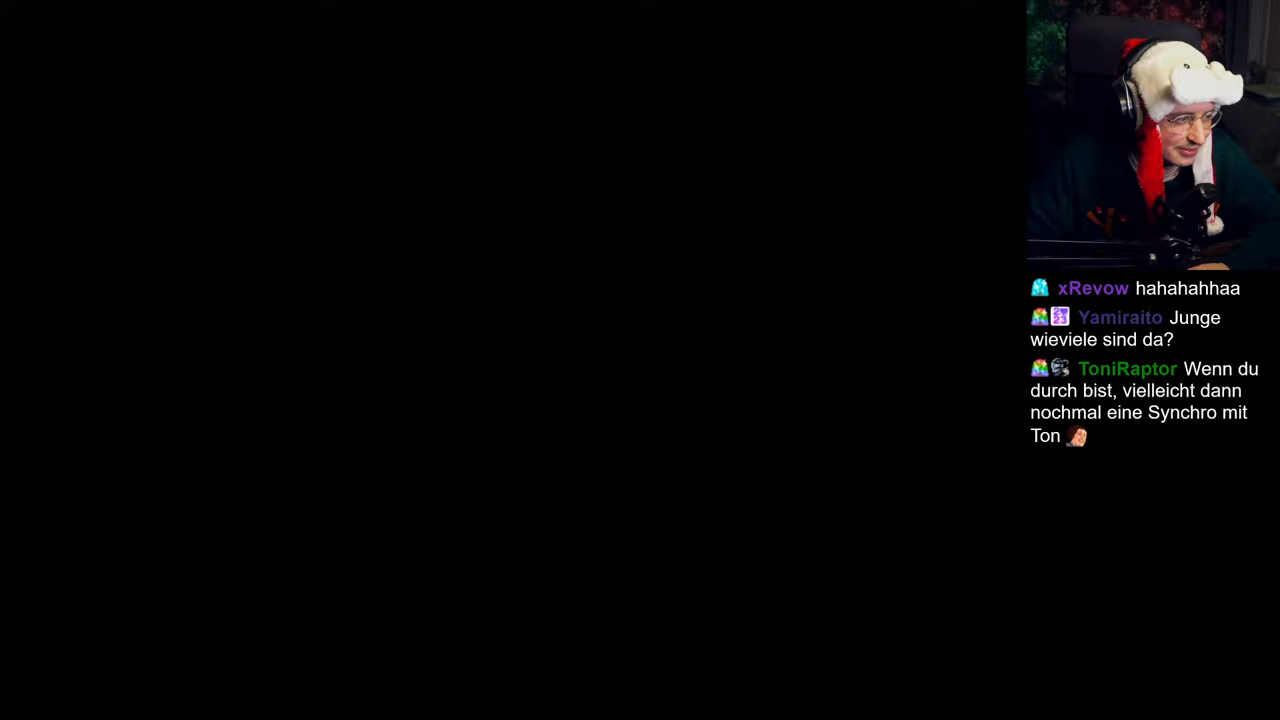 xRevow hahahahhaa
Yamiraito Junge
wieviele sind da?
ToniRaptor Wenn du
durch bist, vielleicht dann
nochmal eine Synchro mit
Ton